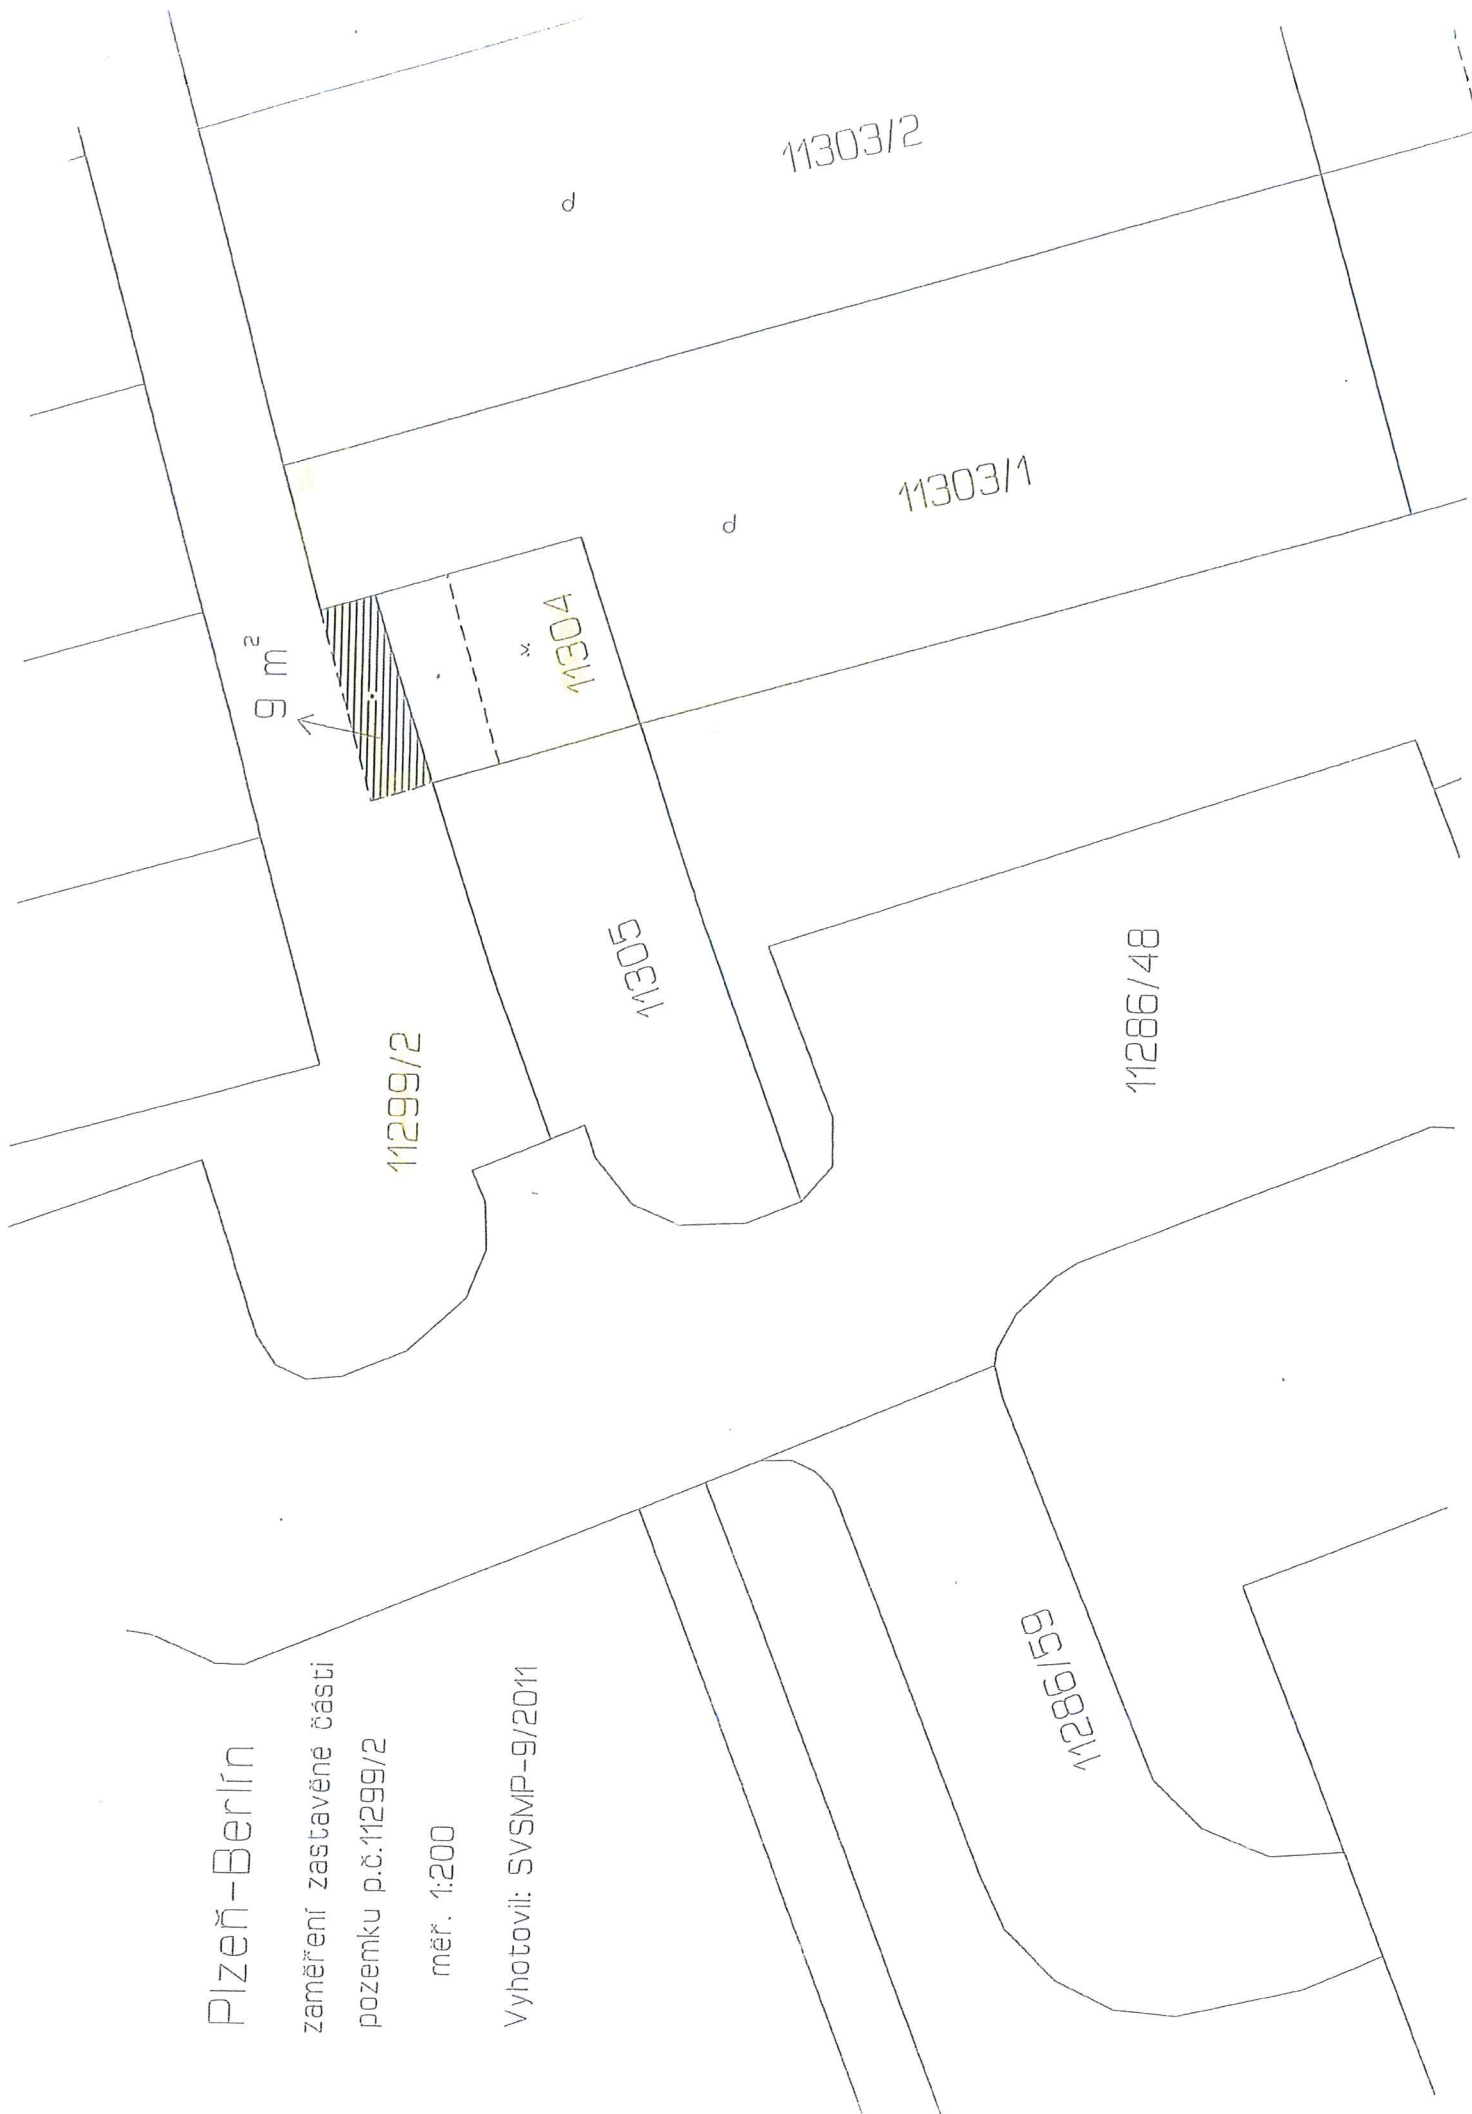 Plzeň-Berlín
zaměření zastavěné části
pozemku p.č.11299/2
měř. 1:200
Vyhotovil: SVSMP-9/2011
9 m²
11299/2
11305
11304
11303/1
11303/2
11286/48
11286/59